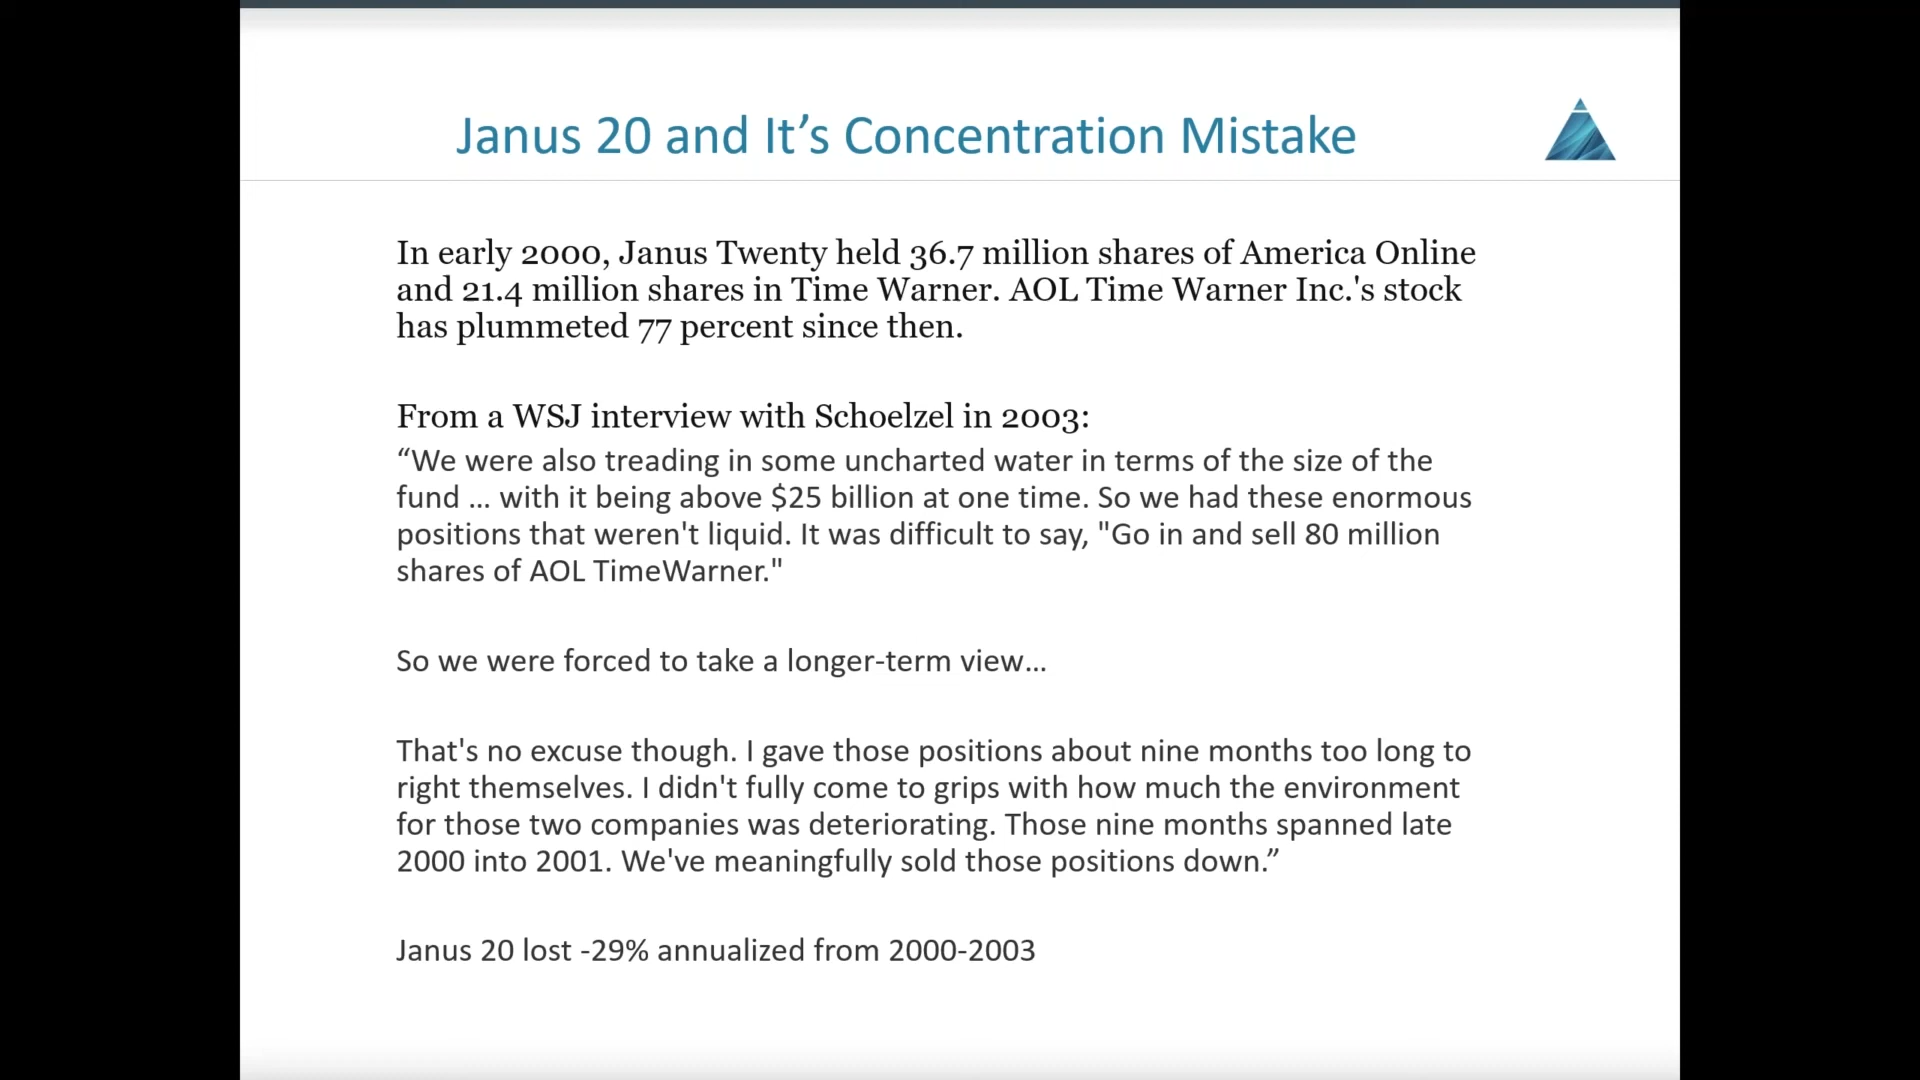 Janus 20 and It’s Concentration Mistake
In early 2000, Janus Twenty held 36.7 million shares of America Online
and 21.4 million shares in Time Warner. AOL Time Warner Inc.'s stock
has plummeted 77 percent since then.
From a WSJ interview with Schoelzel in 2003:
“We were also treading in some uncharted water in terms of the size of the
fund … with it being above $25 billion at one time. So we had these enormous
positions that weren't liquid. It was difficult to say, "Go in and sell 80 million
shares of AOL TimeWarner."
So we were forced to take a longer-term view…
That's no excuse though. I gave those positions about nine months too long to
right themselves. I didn't fully come to grips with how much the environment
for those two companies was deteriorating. Those nine months spanned late
2000 into 2001. We've meaningfully sold those positions down.”
Janus 20 lost -29% annualized from 2000-2003